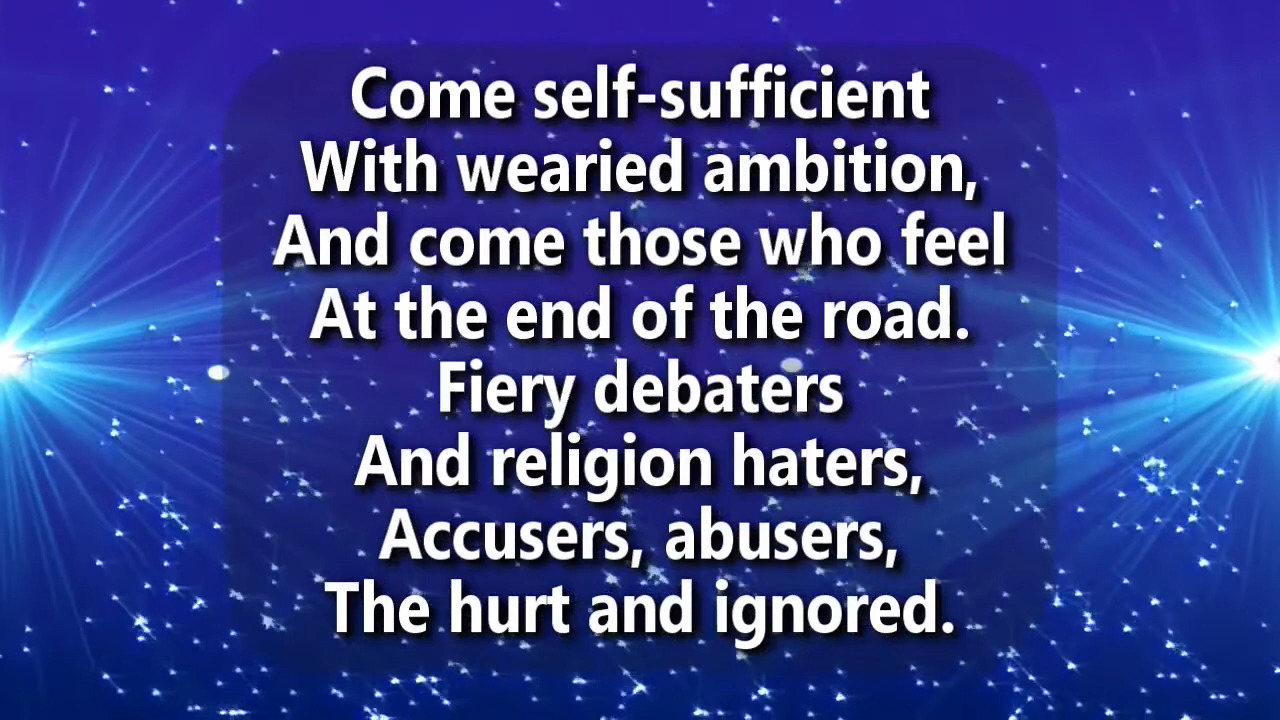 Come self-sufficient
With wearied ambition,
And come those who feel
At the end of the road.
Fiery debaters
And religion haters,
Accusers, abusers,
The hurt and ignored.